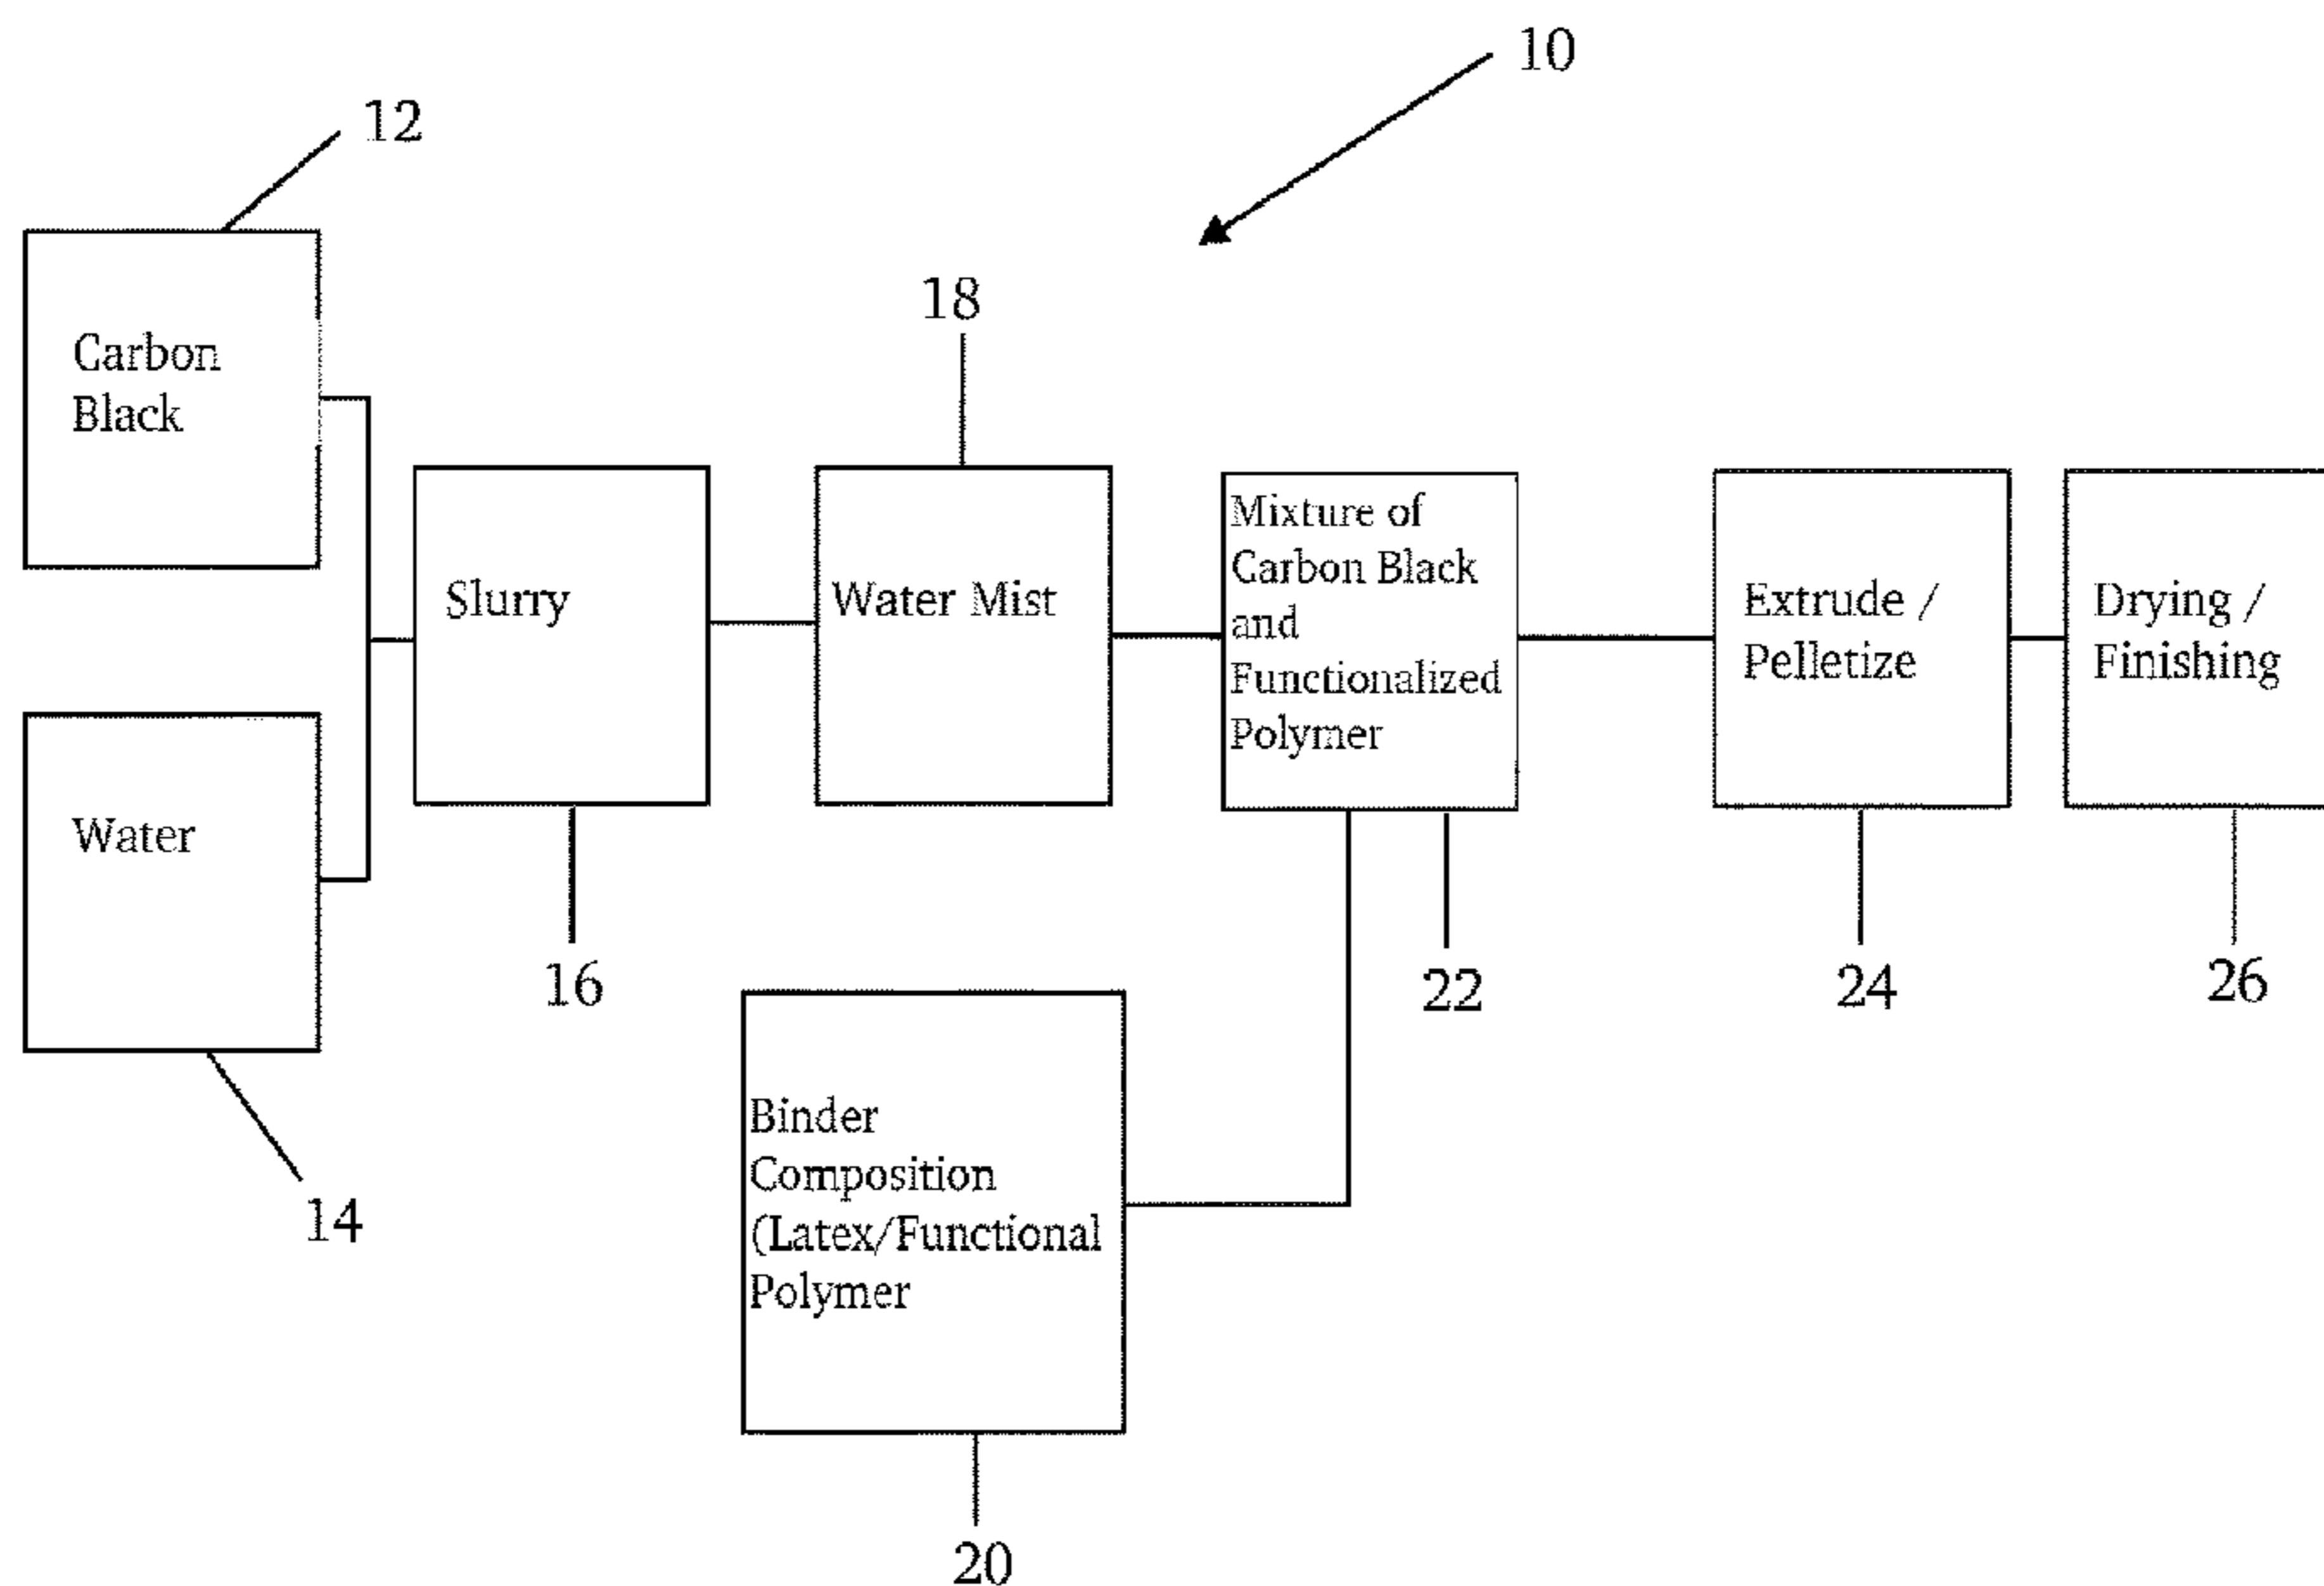 10
12
Carbon
Black
18
Slurry
Water Mist
Mixture of
Carbon Black
and
Functionalized
Polymer
Extrude /
Pelletize
Drying /
Finishing
Water
16
22
24
26
14
Binder
Composition
(Latex/Functional
Polymer
20